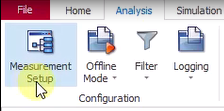 File Home Analysis Simulation
Measurement Setup
Offline Mode
Filter
Logging
Configuration